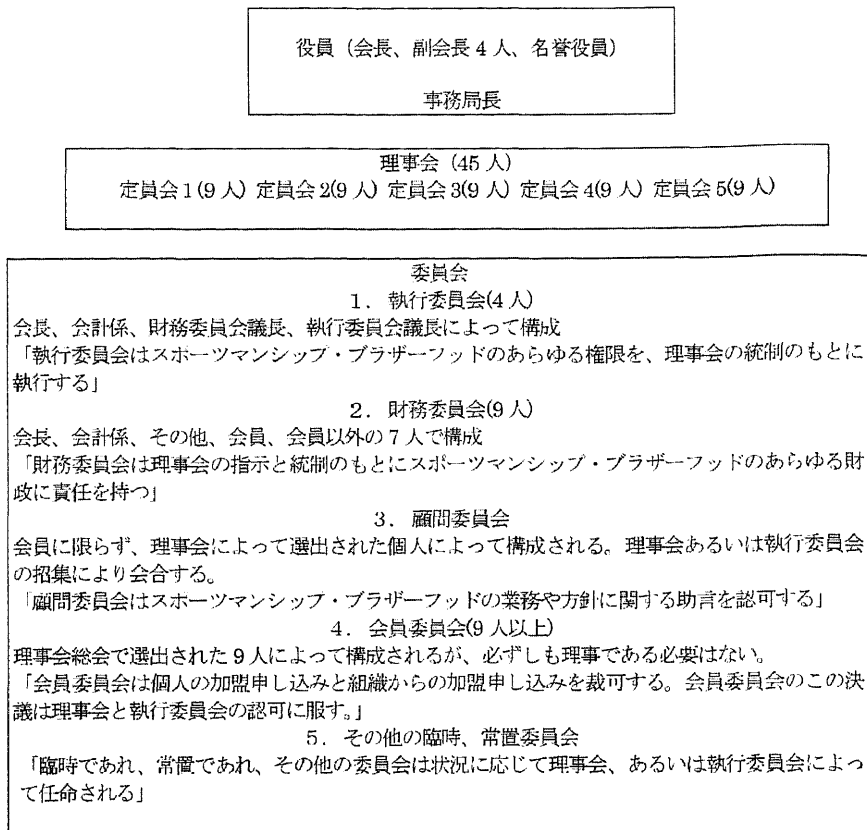 役員（会長、副会長 4 人、名誉役員）
事務局長
理事会 (45 人)
定員会 1(9 人) 定員会 2(9 人) 定員会 3(9 人) 定員会 4(9 人) 定員会 5(9 人)
委員会
1. 執行委員会(4 人)
会長、会計係、財務委員会議長、執行委員会議長によって構成
「執行委員会はスポーツマンシップ・ブラザーフッドのあらゆる権限を、理事会の統制のもとに
執行する」
2. 財務委員会(9 人)
会長、会計係、その他、会員、会員以外の 7 人で構成
「財務委員会は理事会の指示と統制のもとにスポーツマンシップ・ブラザーフッドのあらゆる財
政に責任を持つ」
3. 顧問委員会
会員に限らず、理事会によって選出された個人によって構成される。理事会あるいは執行委員会
の招集により会合する。
「顧問委員会はスポーツマンシップ・ブラザーフッドの業務や方針に関する助言を認可する」
4. 会員委員会(9 人以上)
理事会総会で選出された 9 人によって構成されるが、必ずしも理事である必要はない。
「会員委員会は個人の加盟申し込みと組織からの加盟申し込みを裁可する。会員委員会のこの決
議は理事会と執行委員会の認可に服す。」
5. その他の臨時、常置委員会
「臨時であれ、常置であれ、その他の委員会は状況に応じて理事会、あるいは執行委員会によっ
て任命される」